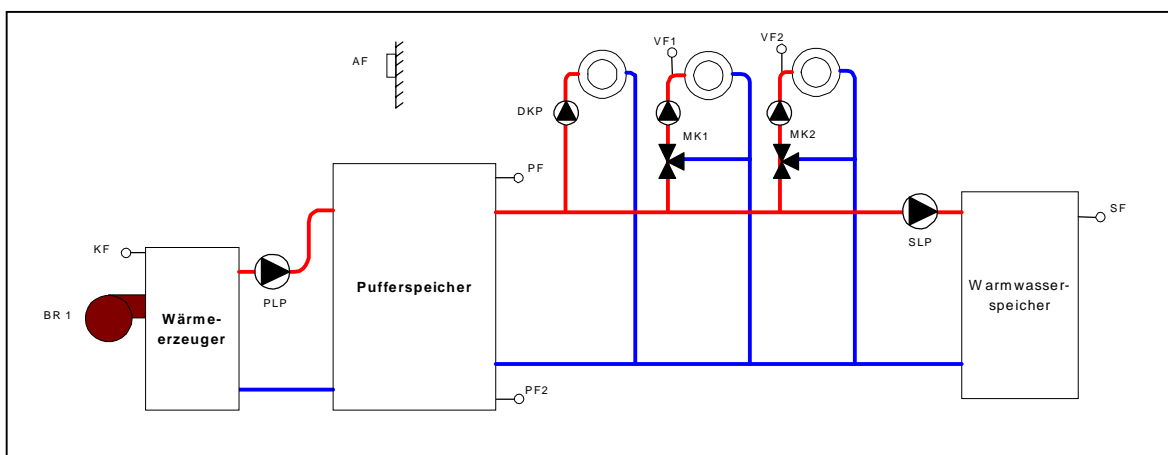 AF
VF1
VF2
DKP
MK1
MK2
PF
KF
SF
SLP
Pufferspeicher
Warmwasser-
speicher
PLP
BR 1
Wärme-
erzeuger
PF2